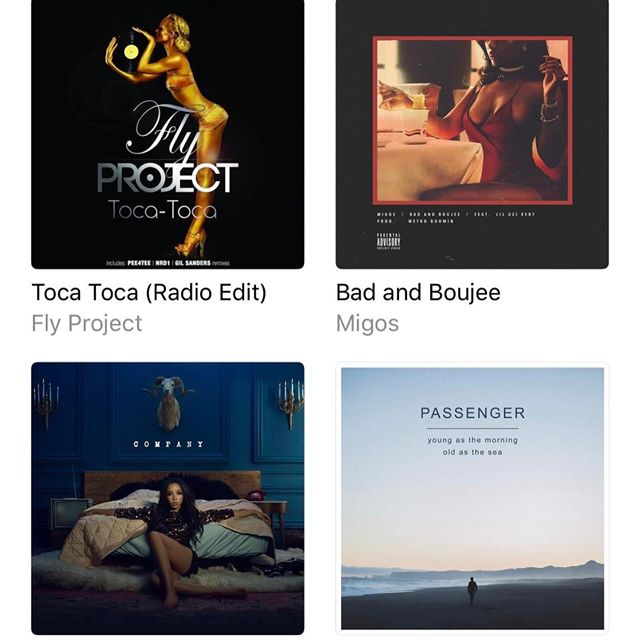 Fly
PROJECT
Toca-Toca
includes: PEE4TEE | NRD1 | GIL SANDERS remixes
MIGOS / BAD AND BOUJEE / FEAT. LIL UZI VERT
PROD. METRO BOOMIN
PARENTAL
ADVISORY
EXPLICIT LYRICS
Toca Toca (Radio Edit)
Fly Project
Bad and Boujee
Migos
COMPANY
PASSENGER
young as the morning
old as the sea